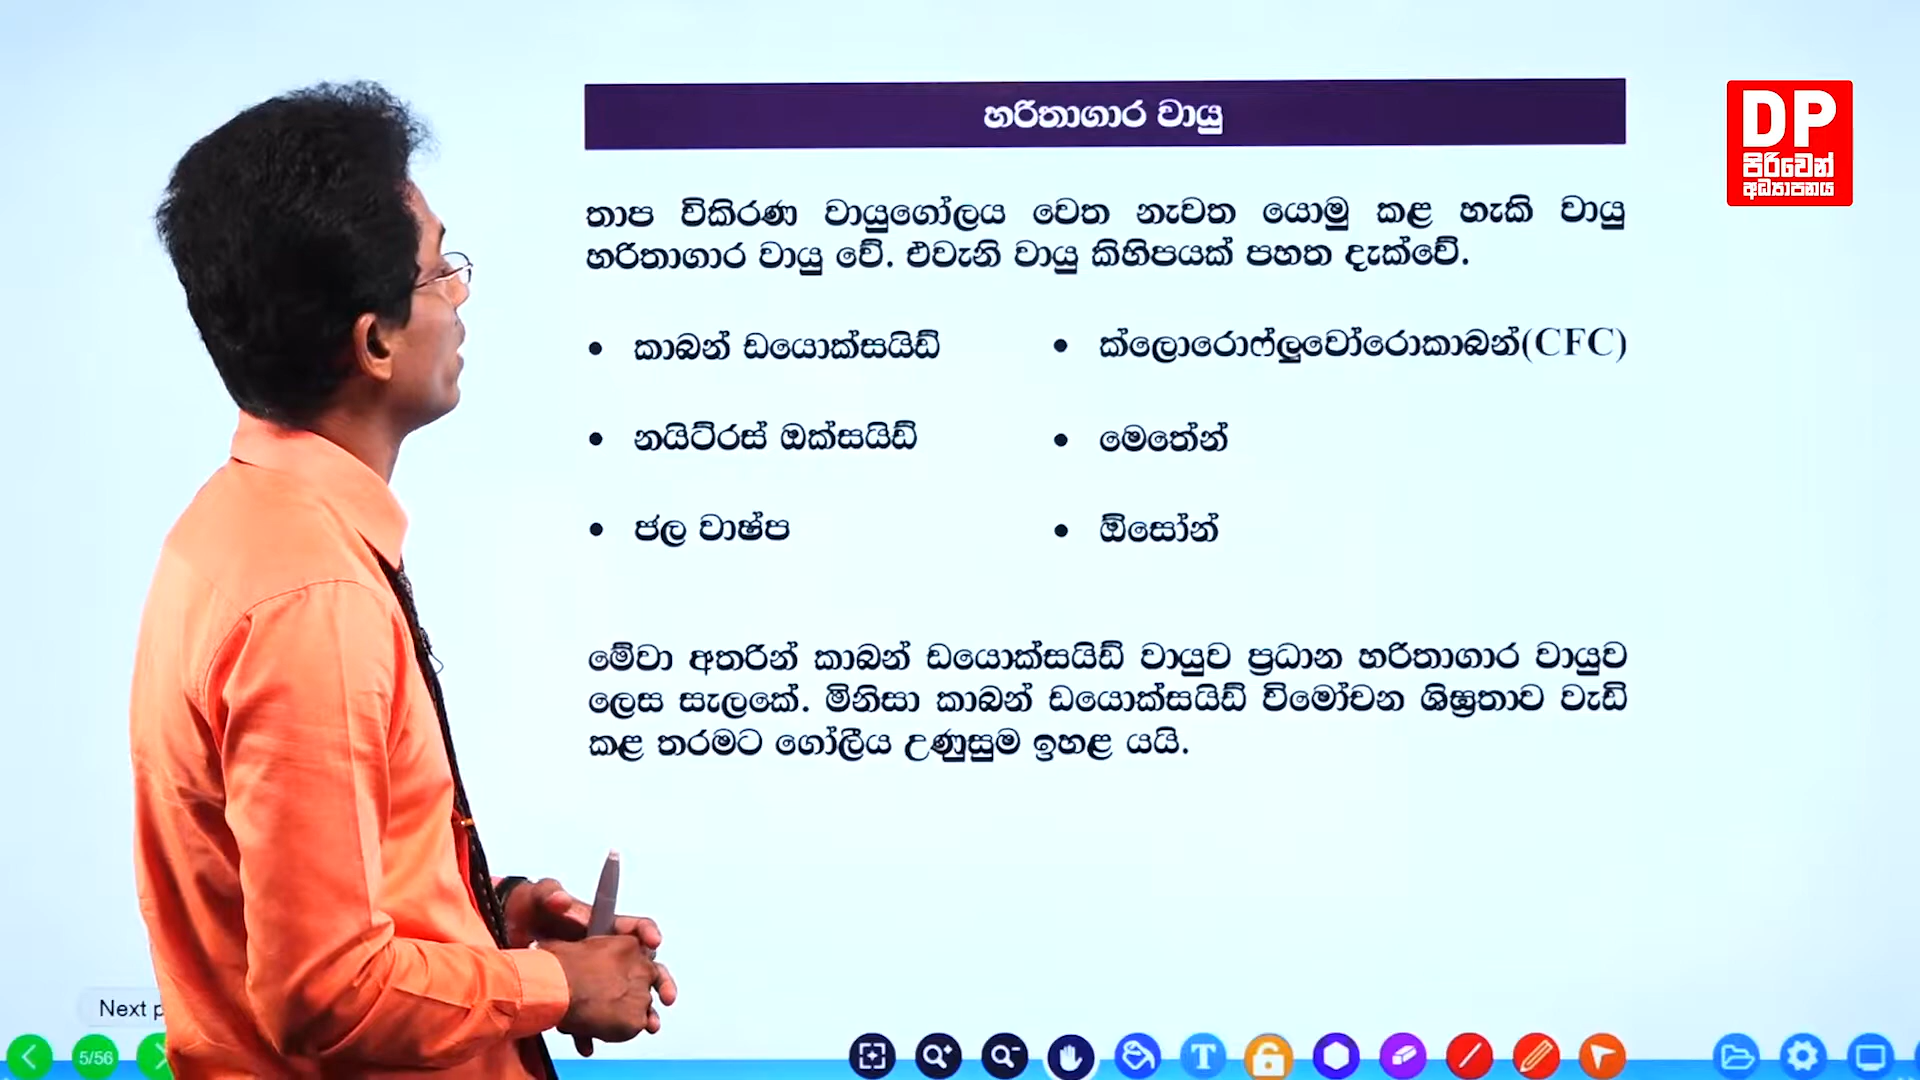 හරිතාගාර වායු
DP
පිරිවෙන්
අධ්‍යාපනය
තාප විකිරණ වායුගෝලය වෙත නැවත යොමු කළ හැකි වායු
හරිතාගාර වායු වේ. එවැනි වායු කිහිපයක් පහත දැක්වේ.
• කාබන් ඩයොක්සයිඩ්
• ක්ලොරොෆ්ලුවෝරොකාබන්(CFC)
• නයිට්රස් ඔක්සයිඩ්
• මෙතේන්
• ජල වාෂ්ප
• ඕසෝන්
මේවා අතරින් කාබන් ඩයොක්සයිඩ් වායුව ප්‍රධාන හරිතාගාර වායුව
ලෙස සැලකේ. මිනිසා කාබන් ඩයොක්සයිඩ් විමෝචන ශිඝ්‍රතාව වැඩි
කළ තරමට ගෝලීය උණුසුම ඉහළ යයි.
Next
5/56
T